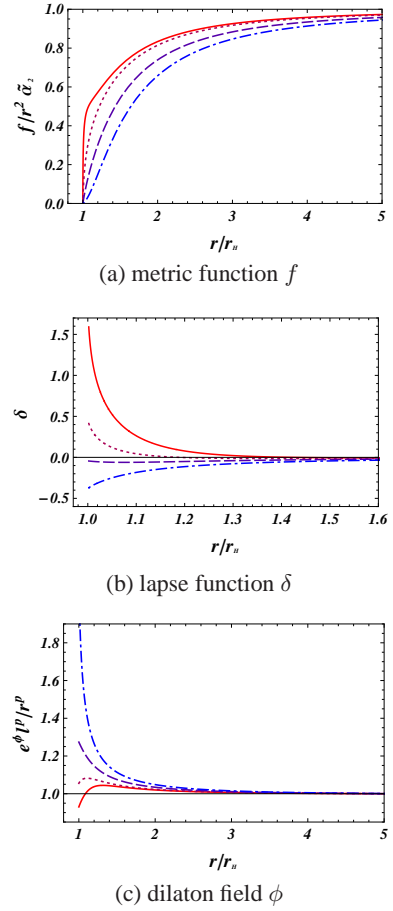 1.0
0.8
0.6
0.4
0.2
0.0
f/r² α̃₂
1 2 3 4 5
r/r_H
(a) metric function f
1.5
1.0
0.5
0.0
−0.5
δ
1.0 1.1 1.2 1.3 1.4 1.5 1.6
r/r_H
(b) lapse function δ
1.8
1.6
1.4
1.2
1.0
e^ϕ l^p/r^p
1 2 3 4 5
r/r_H
(c) dilaton field ϕ